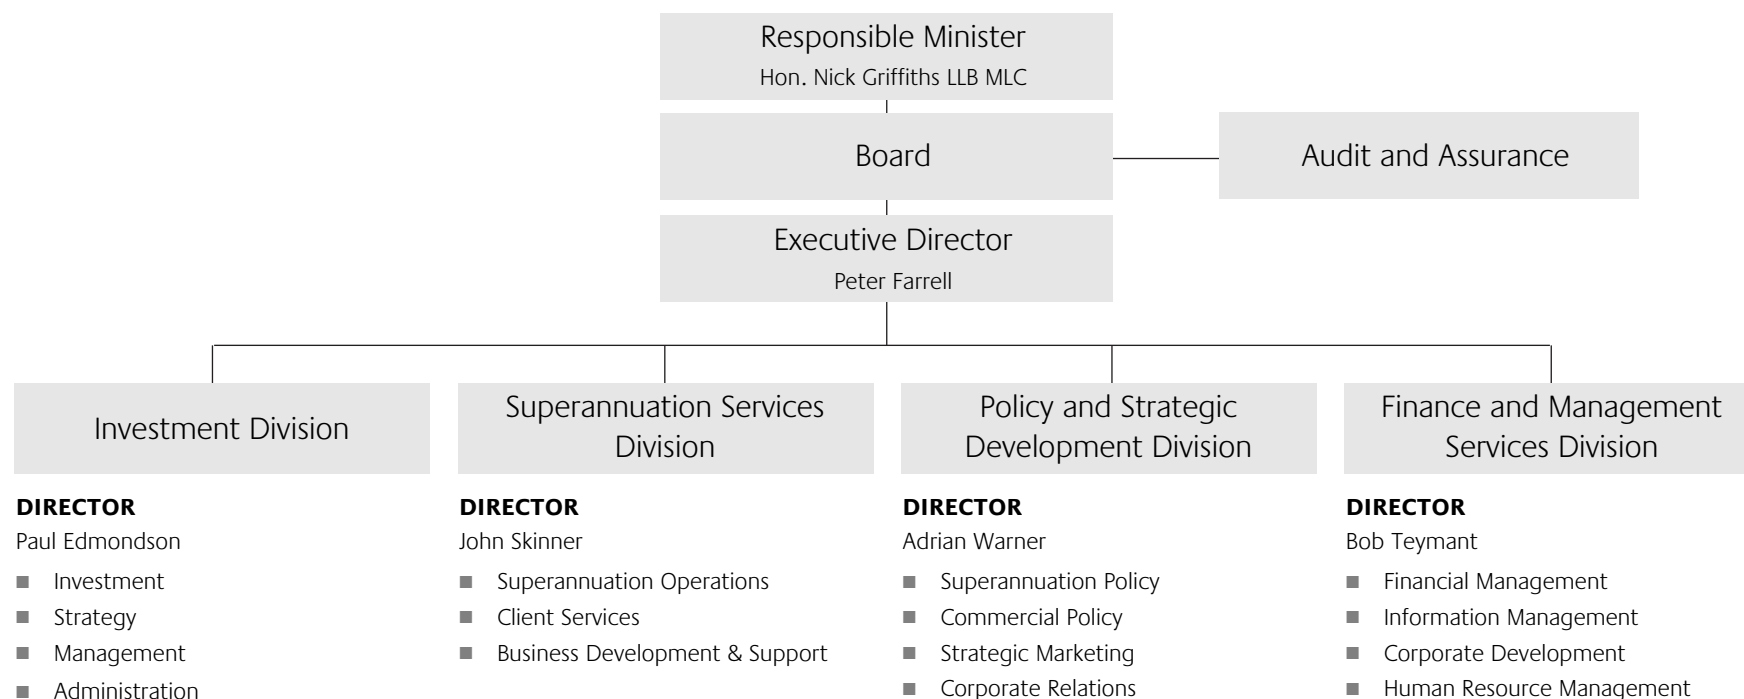 Responsible Minister
Hon. Nick Griffiths LLB MLC
Board
Audit and Assurance
Executive Director
Peter Farrell
Investment Division
Superannuation Services
Division
Policy and Strategic
Development Division
Finance and Management
Services Division
DIRECTOR
Paul Edmondson
■ Investment
■ Strategy
■ Management
■ Administration
DIRECTOR
John Skinner
■ Superannuation Operations
■ Client Services
■ Business Development & Support
DIRECTOR
Adrian Warner
■ Superannuation Policy
■ Commercial Policy
■ Strategic Marketing
■ Corporate Relations
DIRECTOR
Bob Teymant
■ Financial Management
■ Information Management
■ Corporate Development
■ Human Resource Management